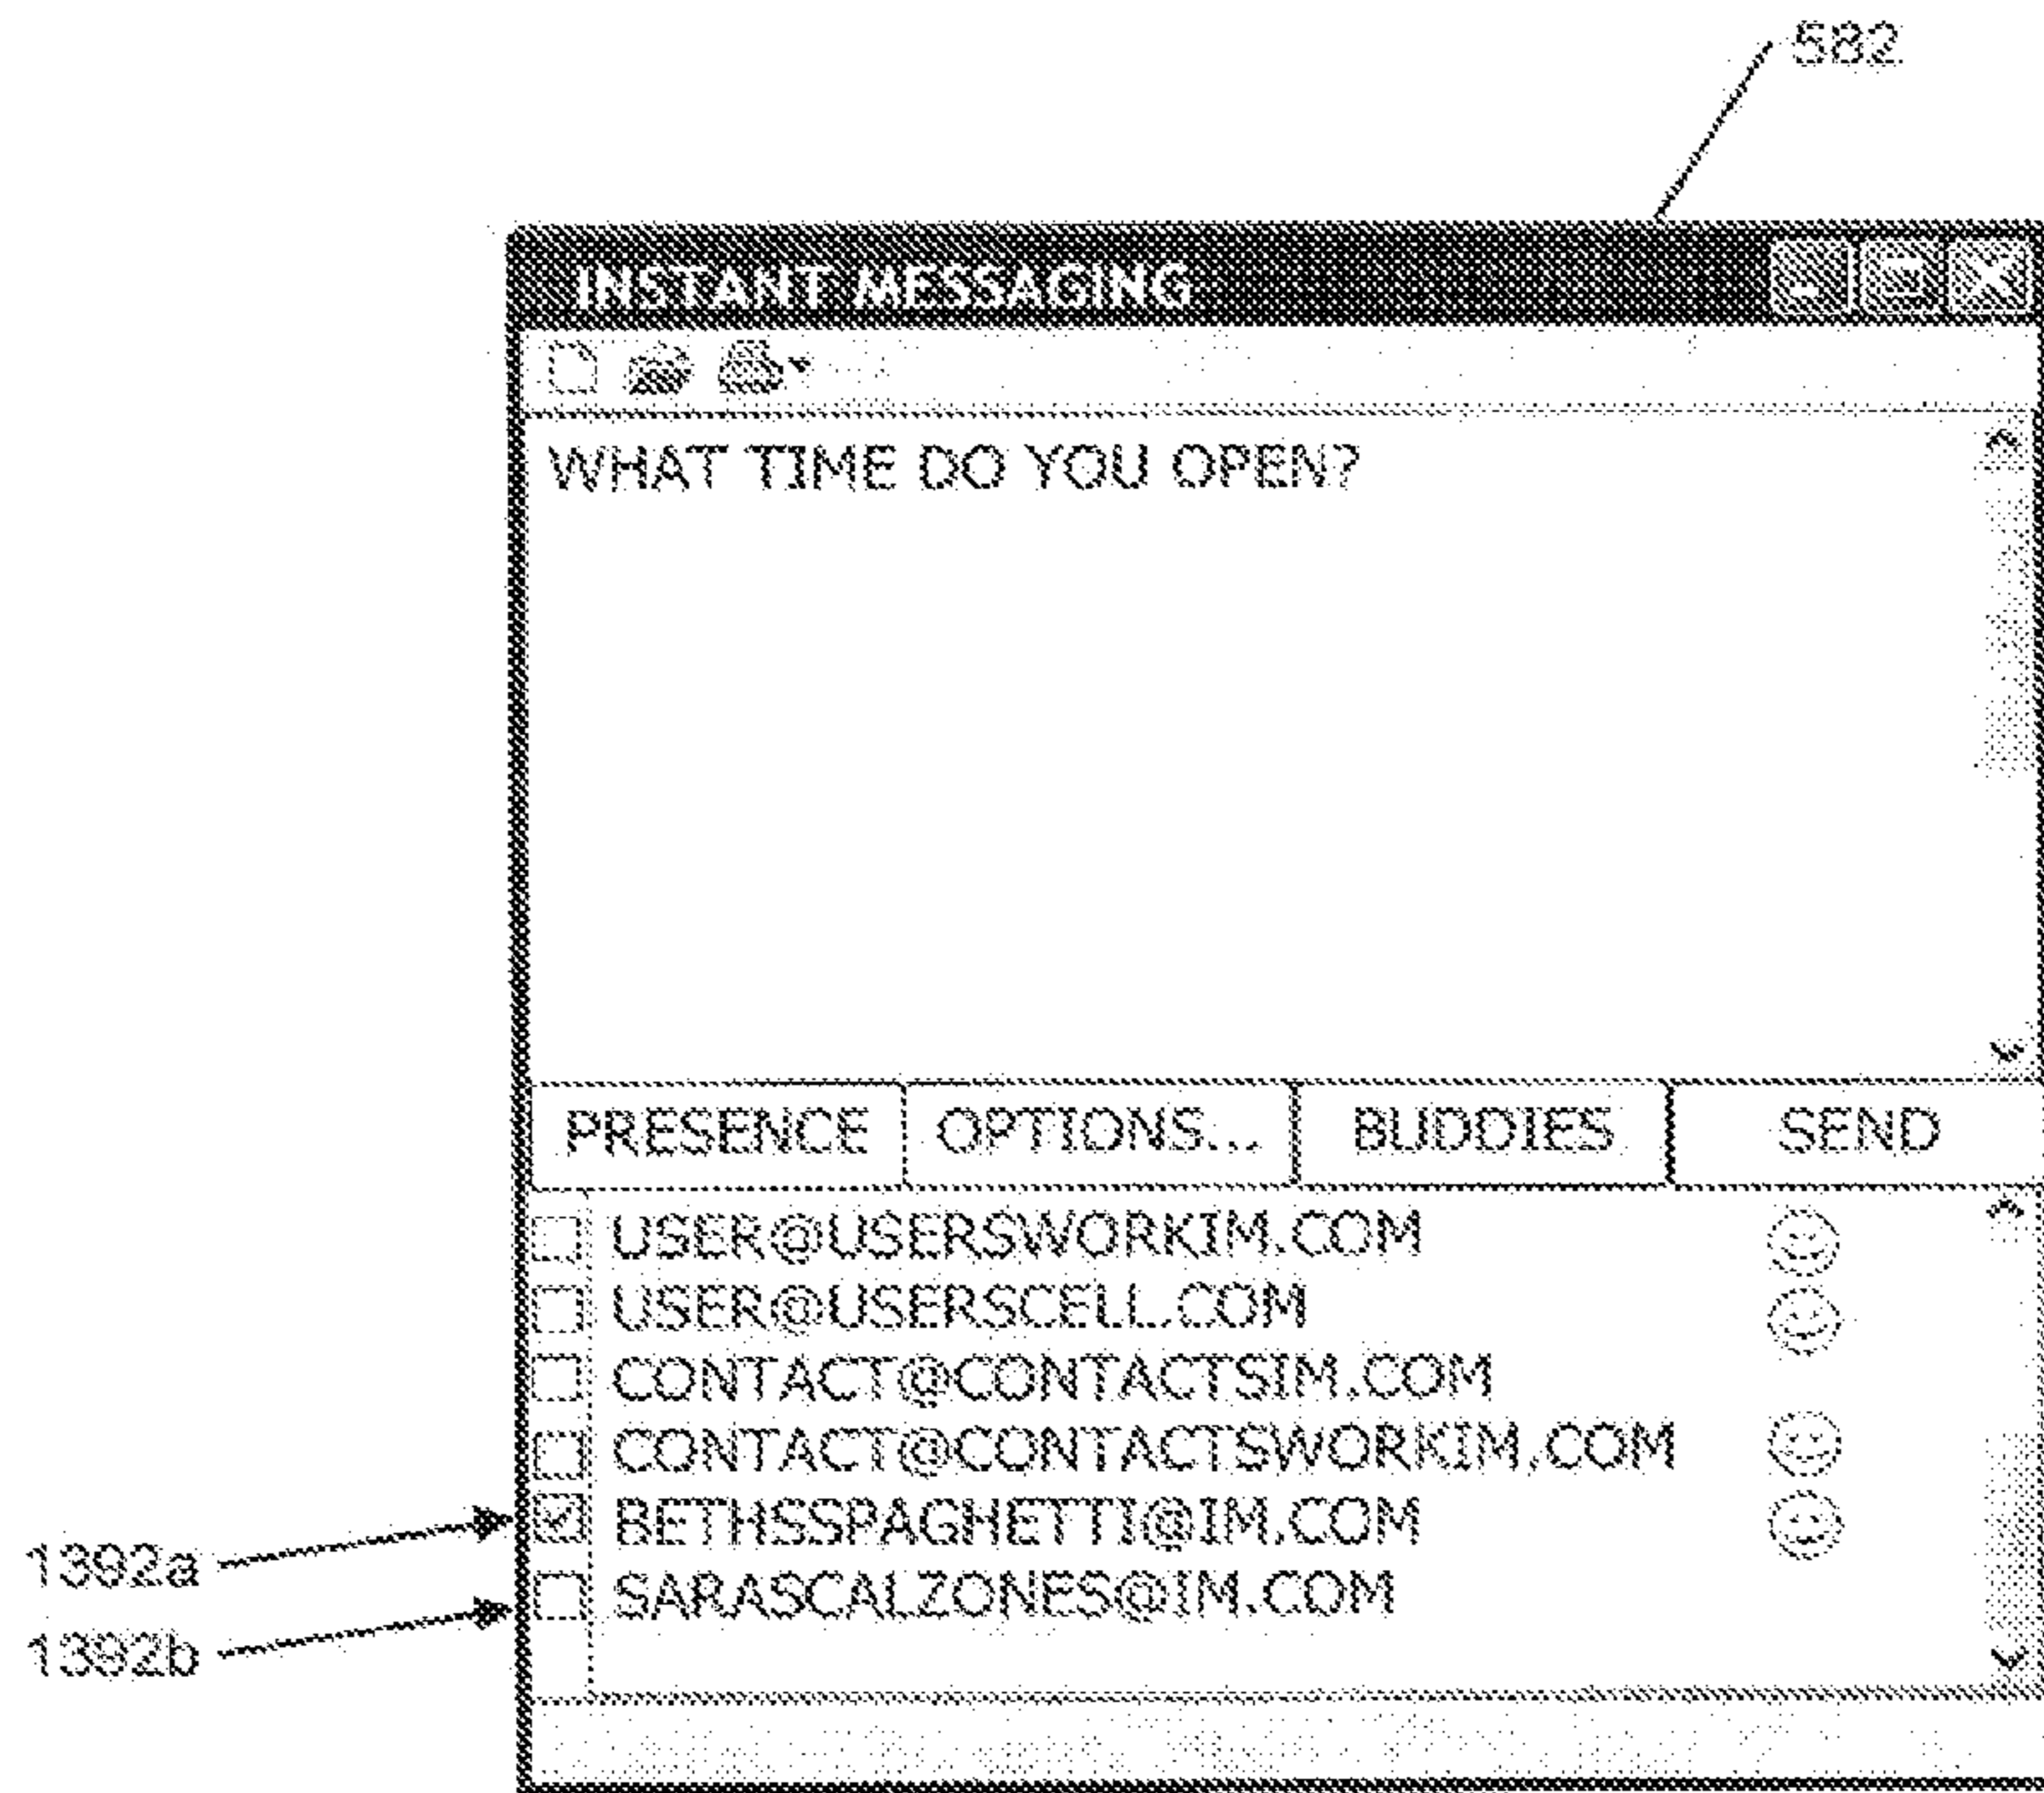 582
INSTANT MESSAGING
WHAT TIME DO YOU OPEN?
PRESENCE OPTIONS... BUDDIES SEND
USER@USERSWORKIM.COM
USER@USERSCELL.COM
CONTACT@CONTACTSIM.COM
CONTACT@CONTACTSWORKIM.COM
1392a BETHSSPAGHETTI@IM.COM
1392b SARASCALZONES@IM.COM